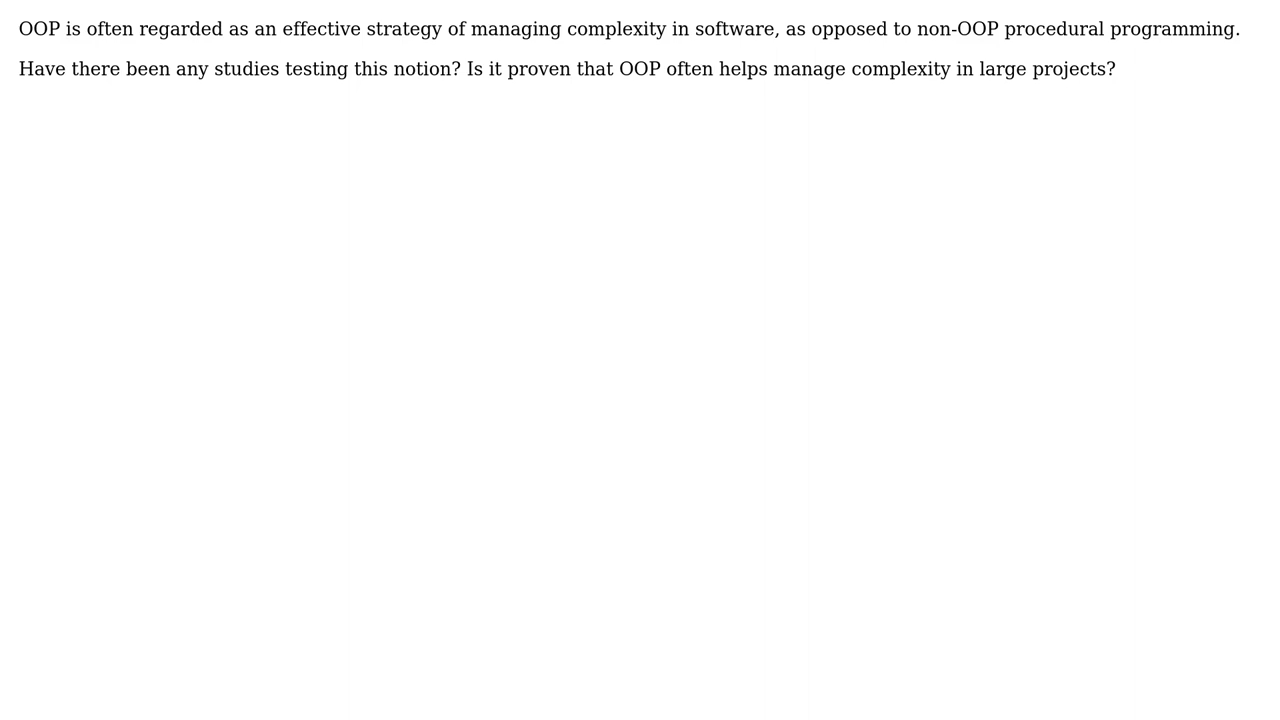 OOP is often regarded as an effective strategy of managing complexity in software, as opposed to non-OOP procedural programming.
Have there been any studies testing this notion? Is it proven that OOP often helps manage complexity in large projects?